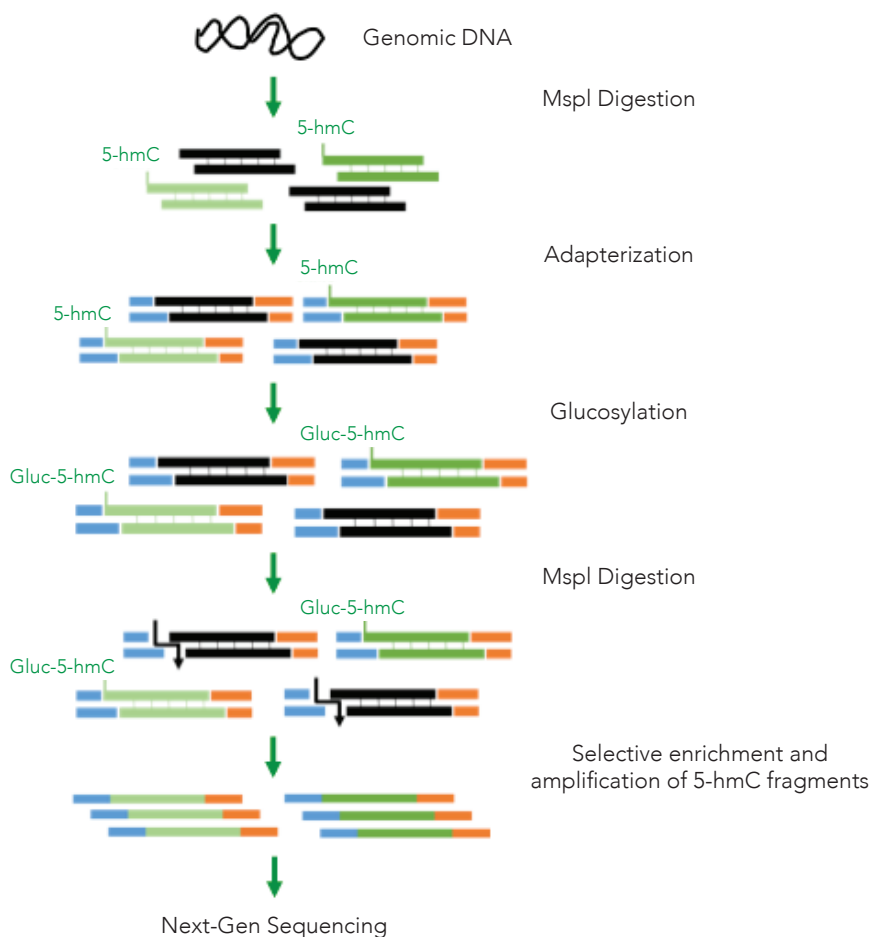 Genomic DNA
MspI Digestion
5-hmC
5-hmC
Adapterization
5-hmC
5-hmC
Glucosylation
Gluc-5-hmC
Gluc-5-hmC
MspI Digestion
Gluc-5-hmC
Gluc-5-hmC
Selective enrichment and
amplification of 5-hmC fragments
Next-Gen Sequencing